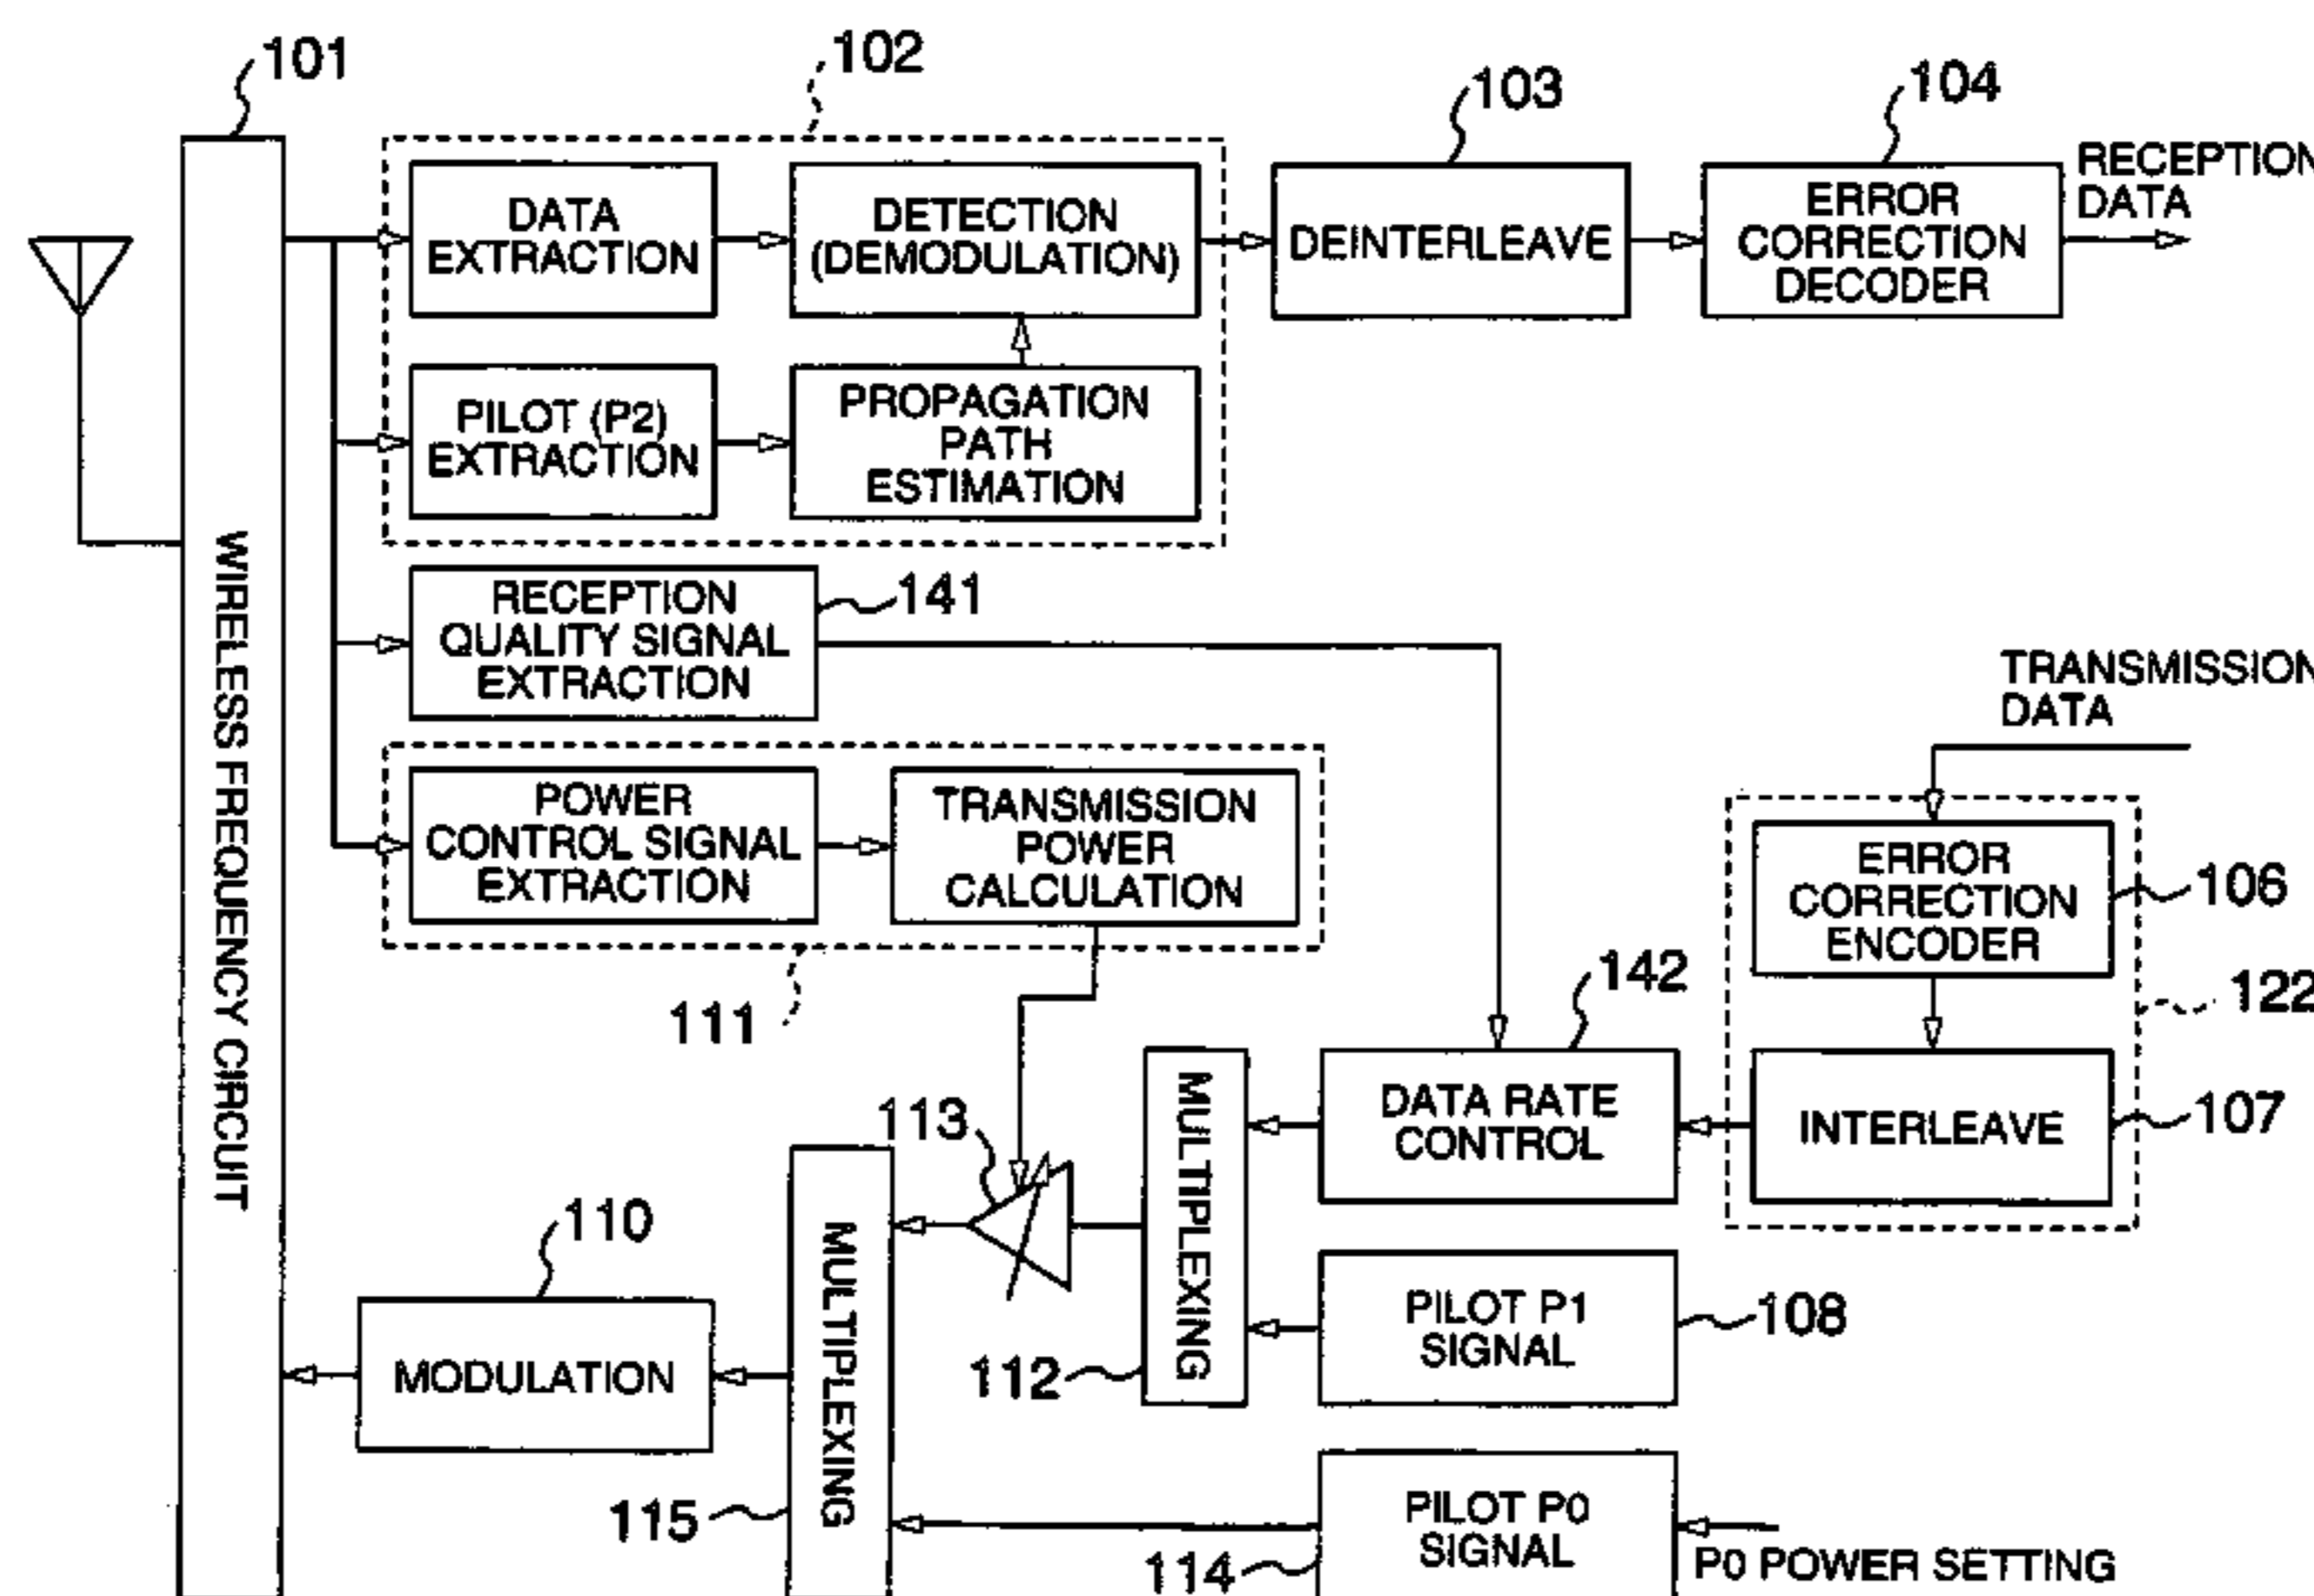 101
102
103
104
RECEPTION
DATA
DATA
EXTRACTION
DETECTION
(DEMODULATION)
DEINTERLEAVE
ERROR
CORRECTION
DECODER
PILOT (P2)
EXTRACTION
PROPAGATION
PATH
ESTIMATION
WIRELESS FREQUENCY CIRCUIT
RECEPTION
QUALITY SIGNAL
EXTRACTION
141
TRANSMISSION
DATA
POWER
CONTROL SIGNAL
EXTRACTION
TRANSMISSION
POWER
CALCULATION
111
ERROR
CORRECTION
ENCODER
106
122
142
DATA RATE
CONTROL
INTERLEAVE
107
MULTIPLEXING
112
113
PILOT P1
SIGNAL
108
110
MODULATION
MULTIPLEXING
115
PILOT P0
SIGNAL
114
P0 POWER SETTING